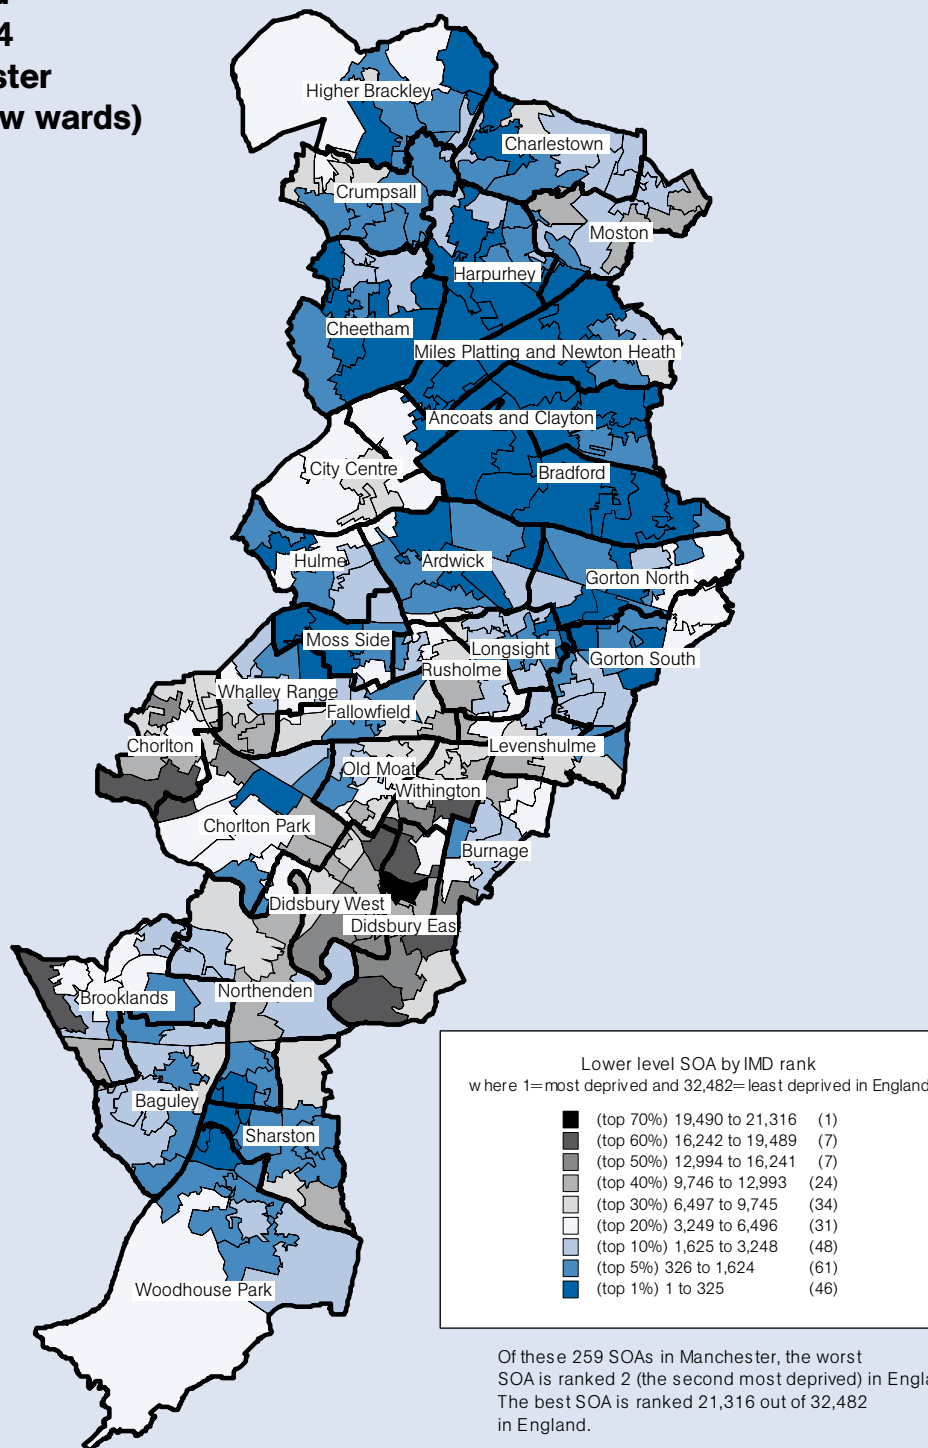 4
ster
w wards)
Higher Brackley
Charlestown
Crumpsall
Moston
Harpurhey
Cheetham
Miles Platting and Newton Heath
Ancoats and Clayton
City Centre
Bradford
Hulme
Ardwick
Gorton North
Moss Side
Longsight
Rusholme
Gorton South
Whalley Range
Fallowfield
Chorlton
Levenshulme
Old Moat
Withington
Chorlton Park
Burnage
Didsbury West
Didsbury Eas
Northenden
Brooklands
Baguley
Sharston
Woodhouse Park
Lower level SOA by IMD rank
where 1=most deprived and 32,482=least deprived in England
(top 70%) 19,490 to 21,316 (1)
(top 60%) 16,242 to 19,489 (7)
(top 50%) 12,994 to 16,241 (7)
(top 40%) 9,746 to 12,993 (24)
(top 30%) 6,497 to 9,745 (34)
(top 20%) 3,249 to 6,496 (31)
(top 10%) 1,625 to 3,248 (48)
(top 5%) 326 to 1,624 (61)
(top 1%) 1 to 325 (46)
Of these 259 SOAs in Manchester, the worst
SOA is ranked 2 (the second most deprived) in Engla
The best SOA is ranked 21,316 out of 32,482
in England.